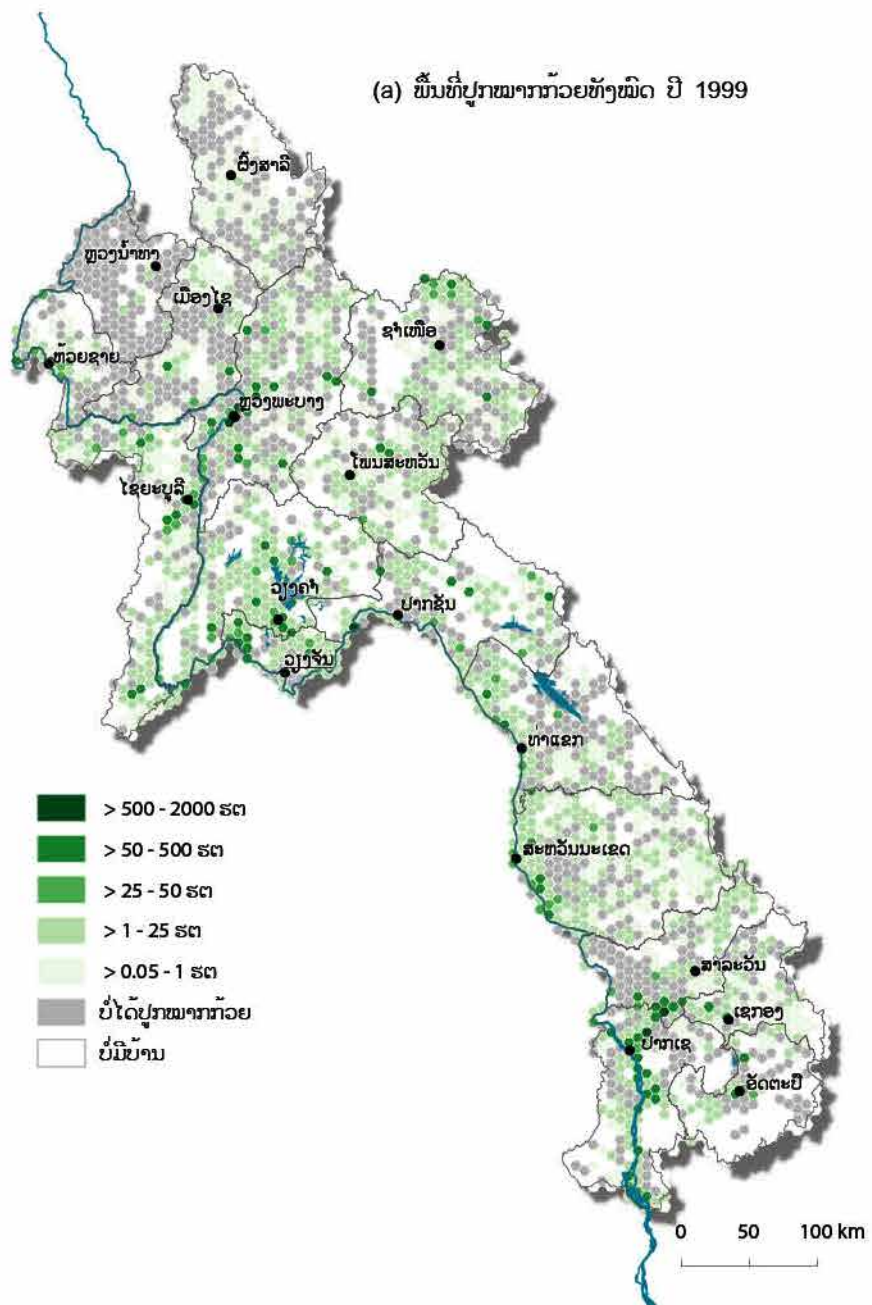 (a) ພື້ນທີ່ປູກໝາກກ້ວຍທັງໝົດ ປີ 1999
ຜົ້ງສາລີ
ຫຼວງນ້ຳທາ
ເມືອງໄຊ
ຊຳເໜືອ
ຫ້ວຍຊາຍ
ຫຼວງພະບາງ
ໂພນສະຫວັນ
ໄຊຍະບູລີ
ວຽງຄຳ
ປາກຊັນ
ວຽງຈັນ
ທ່າແຂກ
ສະຫວັນນະເຂດ
ສາລະວັນ
ເຊກອງ
ປາກເຊ
ອັດຕະປື
> 500 - 2000 ຮຕ
> 50 - 500 ຮຕ
> 25 - 50 ຮຕ
> 1 - 25 ຮຕ
> 0.05 - 1 ຮຕ
ບໍ່ໄດ້ປູກໝາກກ້ວຍ
ບໍ່ມີບ້ານ
0 50 100 km